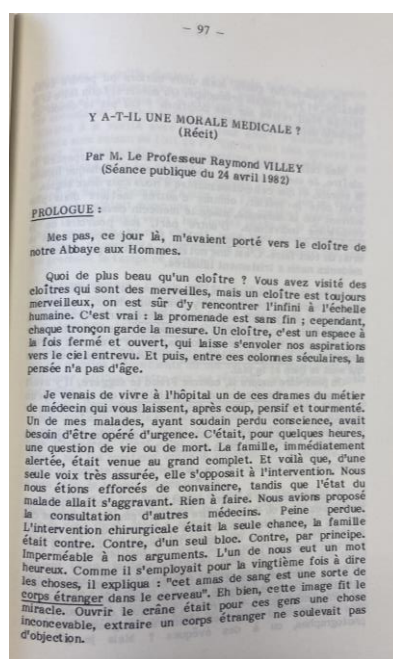 - 97 -
Y A-T-IL UNE MORALE MEDICALE ?
(Récit)
Par M. Le Professeur Raymond VILLEY
(Séance publique du 24 avril 1982)
PROLOGUE :
Mes pas, ce jour là, m'avaient porté vers le cloître de
notre Abbaye aux Hommes.
Quoi de plus beau qu'un cloître ? Vous avez visité des
cloîtres qui sont des merveilles, mais un cloître est toujours
merveilleux, on est sûr d'y rencontrer l'infini à l'échelle
humaine. C'est vrai : la promenade est sans fin ; cependant,
chaque tronçon garde la mesure. Un cloître, c'est un espace à
la fois fermé et ouvert, qui laisse s'envoler nos aspirations
vers le ciel entrevu. Et puis, entre ces colonnes séculaires, la
pensée n'a pas d'âge.
Je venais de vivre à l'hôpital un de ces drames du métier
de médecin qui vous laissent, après coup, pensif et tourmenté.
Un de mes malades, ayant soudain perdu conscience, avait
besoin d'être opéré d'urgence. C'était, pour quelques heures,
une question de vie ou de mort. La famille, immédiatement
alertée, était venue au grand complet. Et voilà que, d'une
seule voix très assurée, elle s'opposait à l'intervention. Nous
nous étions efforcés de convaincre, tandis que l'état du
malade allait s'aggravant. Rien à faire. Nous avions proposé
la consultation d'autres médecins. Peine perdue.
L'intervention chirurgicale était la seule chance, la famille
était contre. Contre, d'un seul bloc. Contre, par principe.
Imperméable à nos arguments. L'un de nous eut un mot
heureux. Comme il s'employait pour la vingtième fois à dire
les choses, il expliqua : "cet amas de sang est une sorte de
corps étranger dans le cerveau". Eh bien, cette image fit le
miracle. Ouvrir le crâne était pour ces gens une chose
inconcevable, extraire un corps étranger ne soulevait pas
d'objection.